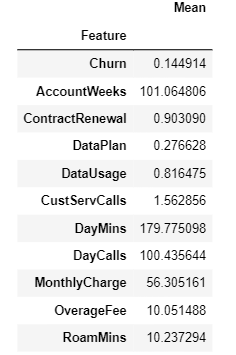 Mean
Feature
Churn 0.144914
AccountWeeks 101.064806
ContractRenewal 0.903090
DataPlan 0.276628
DataUsage 0.816475
CustServCalls 1.562856
DayMins 179.775098
DayCalls 100.435644
MonthlyCharge 56.305161
OverageFee 10.051488
RoamMins 10.237294